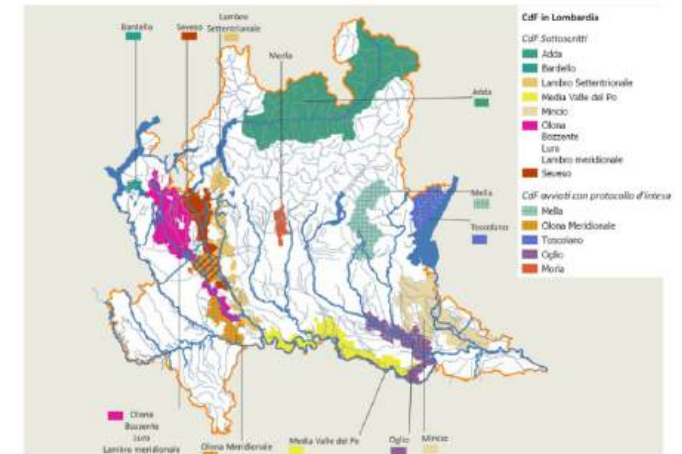 Lambro
Bardello
Seveso
Settentrionale
Morla
Adda
Mella
Toscolano
Olona
Bozzente
Lura
Lambro meridionale
Olona Meridionale
Media Valle del Po
Oglio
Mincio
CdF in Lombardia
CdF Sottoscritti
Adda
Bardello
Lambro Settentrionale
Media Valle del Po
Mincio
Olona
Bozzente
Lura
Lambro meridionale
Seveso
CdF avviati con protocollo d'intesa
Mella
Olona Meridionale
Toscolano
Oglio
Morla